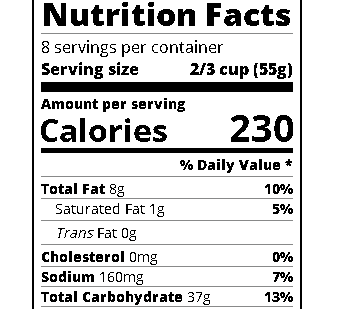 Nutrition Facts
8 servings per container
Serving size 2/3 cup (55g)
Amount per serving
Calories 230
% Daily Value *
Total Fat 8g 10%
Saturated Fat 1g 5%
Trans Fat 0g
Cholesterol 0mg 0%
Sodium 160mg 7%
Total Carbohydrate 37g 13%